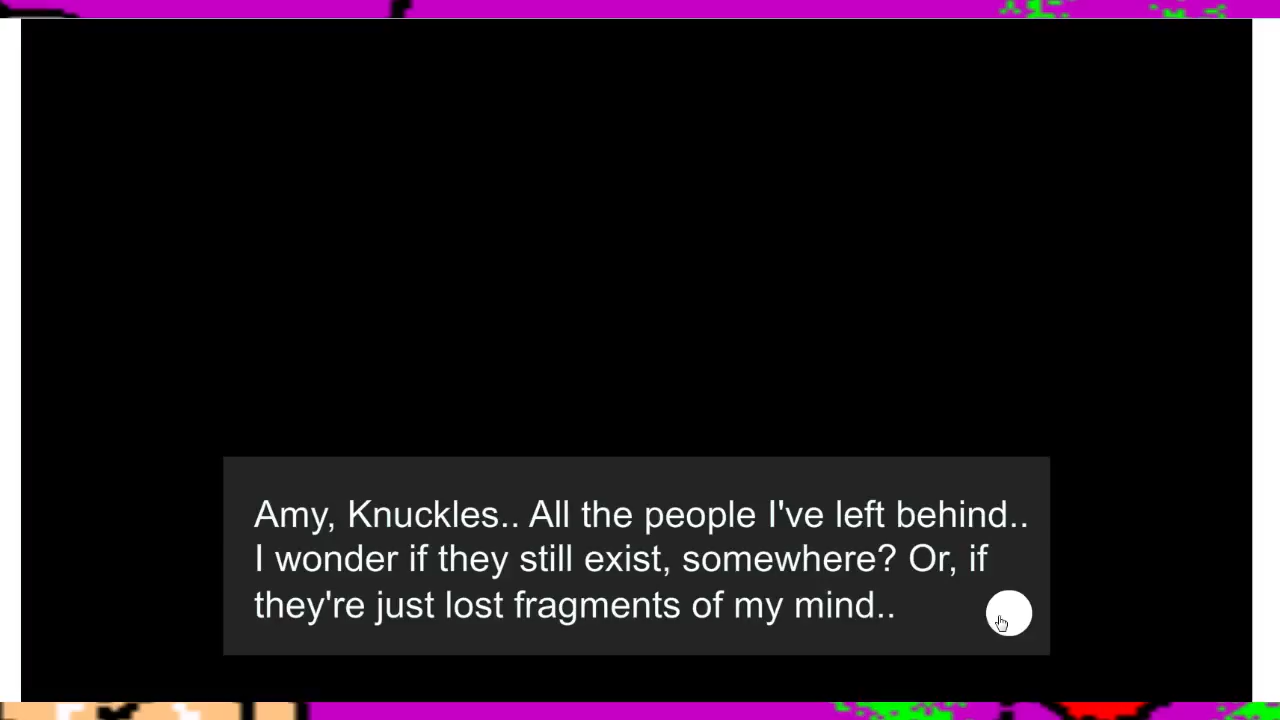 Amy, Knuckles.. All the people I've left behind..
I wonder if they still exist, somewhere? Or, if
they're just lost fragments of my mind..